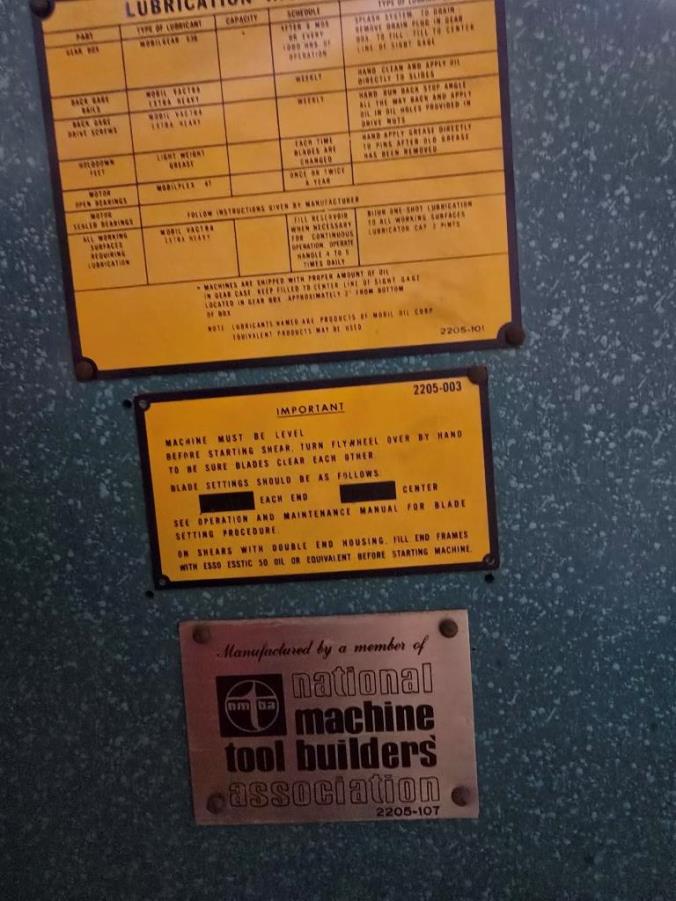 LUBRICATION
PART
TYPE OF LUBRICANT
CAPACITY
SCHEDULE
TYPE OF
GEAR BOX
MOBILGEAR
*
AFTER 6 MOS
OR EVERY
1000 HRS OF
OPERATION
SPLASH SYSTEM TO DRAIN
REMOVE DRAIN PLUG IN GEAR
BOX. TO FILL, FILL TO CENTER
LINE OF SIGHT GAGE
BACK GAGE
RAILS
MOBIL VACTRA
EXTRA HEAVY
WEEKLY
HAND CLEAN AND APPLY OIL
DIRECTLY TO SLIDES
BACK GAGE
DRIVE SCREWS
MOBIL VACTRA
EXTRA HEAVY
WEEKLY
HAND RUN BACK STOP ANGLE
ALL THE WAY BACK AND APPLY
OIL IN OIL HOLES PROVIDED IN
DRIVE NUTS
HOLDDOWN
FEET
LIGHT WEIGHT
GREASE
EACH TIME
BLADES ARE
CHANGED
HAND APPLY GREASE DIRECTLY
TO PINS AFTER OLD GREASE
HAS BEEN REMOVED
MOTOR
OPEN BEARINGS
MOBILPLEX 47
ONCE OR TWICE
A YEAR
MOTOR
SEALED BEARINGS
FOLLOW INSTRUCTIONS GIVEN BY MANUFACTURER
ALL WORKING
SURFACES
REQUIRING
LUBRICATION
MOBIL VACTRA
EXTRA HEAVY
FILL RESERVOIR
WHEN NECESSARY
FOR CONTINUOUS
OPERATION. OPERATE
HANDLE 4 TO 5
TIMES DAILY
BIJUR ONE-SHOT LUBRICATION
TO ALL WORKING SURFACES
LUBRICATOR CAP 3 PINTS
* MACHINES ARE SHIPPED WITH PROPER AMOUNT OF OIL
IN GEAR CASE. KEEP FILLED TO CENTER LINE OF SIGHT GAGE
LOCATED IN GEAR BOX APPROXIMATELY 3" FROM BOTTOM
OF BOX
NOTE LUBRICANTS NAMED ARE PRODUCTS OF MOBIL OIL CORP
EQUIVALENT PRODUCTS MAY BE USED
2205-101
2205-003
IMPORTANT
MACHINE MUST BE LEVEL
BEFORE STARTING SHEAR, TURN FLYWHEEL OVER BY HAND
TO BE SURE BLADES CLEAR EACH OTHER.
BLADE SETTINGS SHOULD BE AS FOLLOWS
EACH END CENTER
SEE OPERATION AND MAINTENANCE MANUAL FOR BLADE
SETTING PROCEDURE.
ON SHEARS WITH DOUBLE END HOUSING, FILL END FRAMES
WITH ESSO ESSTIC 50 OIL OR EQUIVALENT BEFORE STARTING MACHINE.
Manufactured by a member of
nm ba
national
machine
tool builders'
association
2205-107